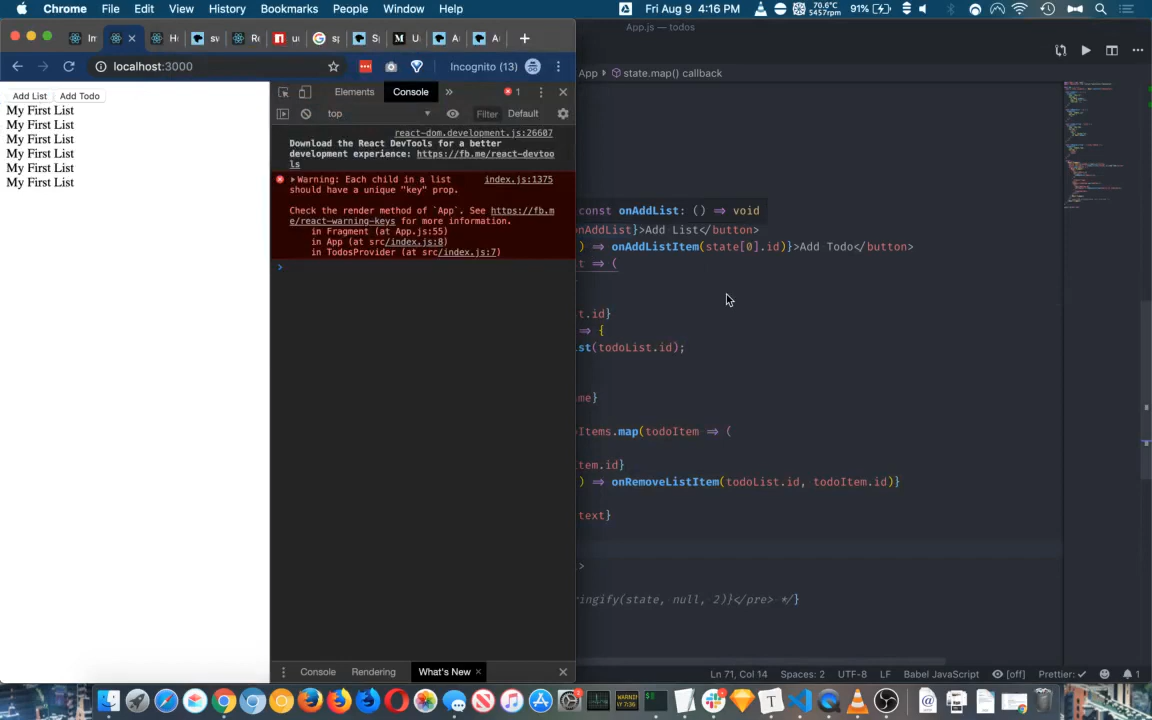 Chrome File Edit View History Bookmarks People Window Help
70.6°C
5457rpm
91%
Fri Aug 9 4:16 PM
App.js — todos
localhost:3000
Incognito (13)
App › state.map() callback
Add List Add Todo
My First List
My First List
My First List
My First List
My First List
My First List
Elements Console » 1
top Filter Default
react-dom.development.js:26607
Download the React DevTools for a better
development experience: https://fb.me/react-devtoo
ls
Warning: Each child in a list index.js:1375
should have a unique "key" prop.
Check the render method of `App`. See https://fb.m
e/react-warning-keys for more information.
in Fragment (at App.js:55)
in App (at src/index.js:8)
in TodosProvider (at src/index.js:7)
const onAddList: () => void
onAddList}>Add List</button>
) => onAddListItem(state[0].id)}>Add Todo</button>
t => (
t.id}
=> {
st(todoList.id);
me}
Items.map(todoItem => (
tem.id}
) => onRemoveListItem(todoList.id, todoItem.id)}
text}
>
ringify(state, null, 2)}</pre> */}
Console Rendering What's New
Ln 71, Col 14 Spaces: 2 UTF-8 LF Babel JavaScript [off] Prettier: ✓ 1